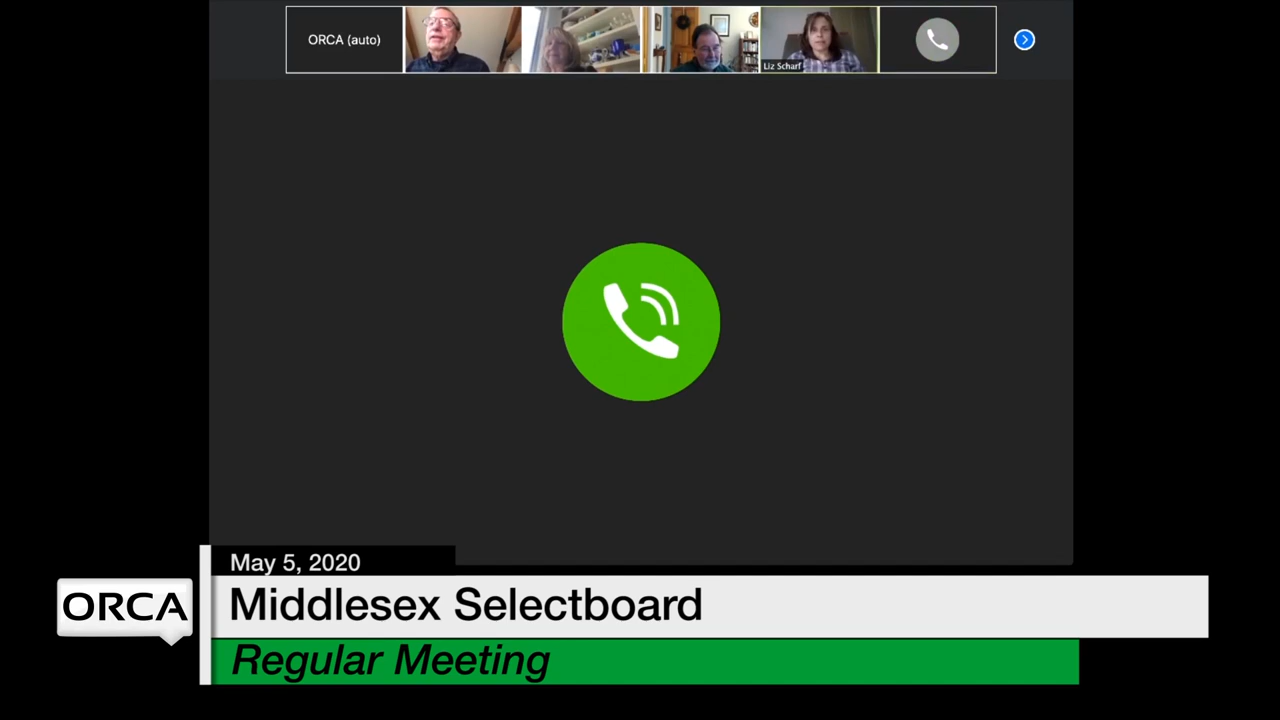 ORCA (auto)
Liz Scharf
May 5, 2020
ORCA
Middlesex Selectboard
Regular Meeting